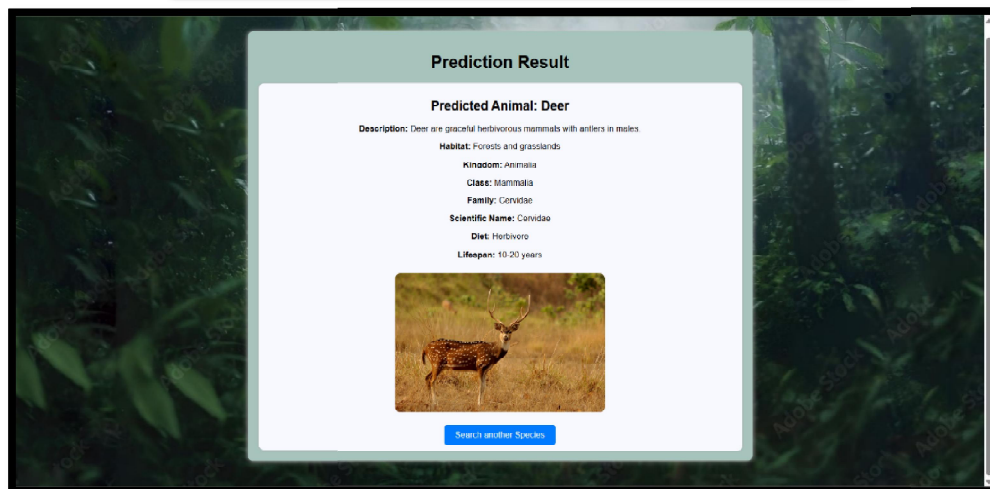 Prediction Result
Predicted Animal: Deer
Description: Deer are graceful herbivorous mammals with antlers in males.
Habitat: Forests and grasslands
Kingdom: Animalia
Class: Mammalia
Family: Cervidae
Scientific Name: Cervidae
Diet: Herbivore
Lifespan: 10-20 years
Search another Species